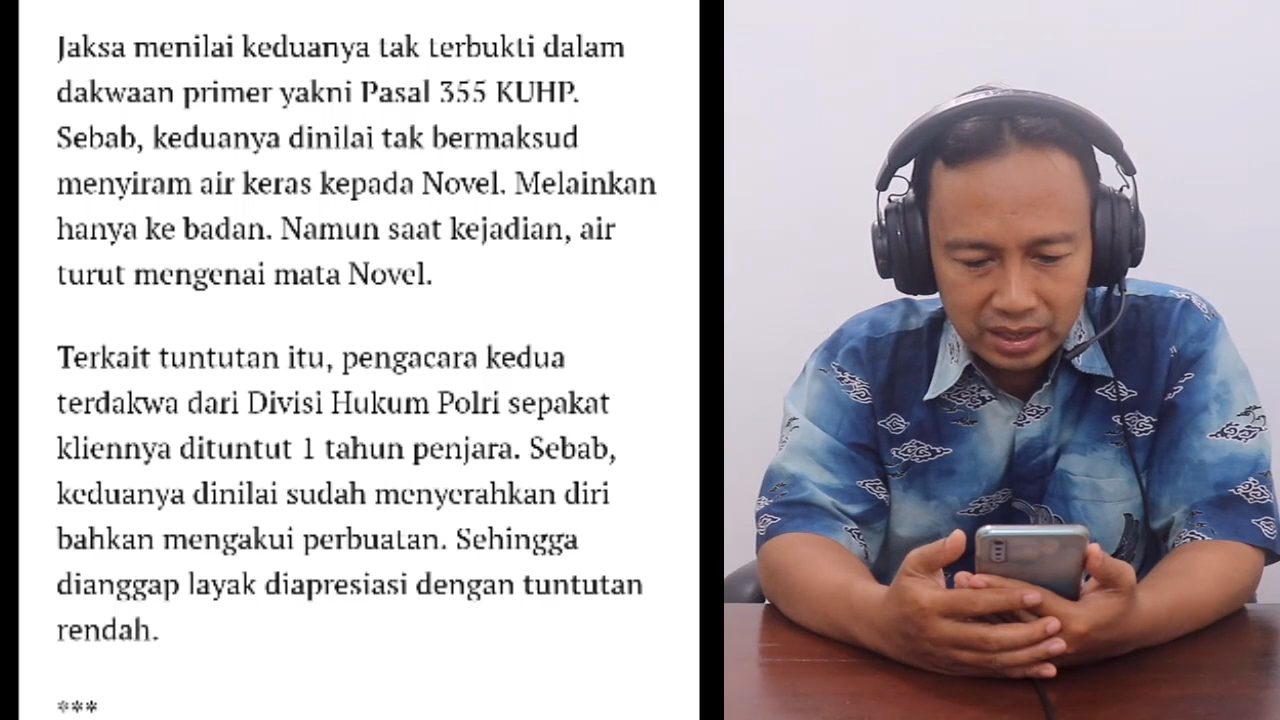 Jaksa menilai keduanya tak terbukti dalam
dakwaan primer yakni Pasal 355 KUHP.
Sebab, keduanya dinilai tak bermaksud
menyiram air keras kepada Novel. Melainkan
hanya ke badan. Namun saat kejadian, air
turut mengenai mata Novel.
Terkait tuntutan itu, pengacara kedua
terdakwa dari Divisi Hukum Polri sepakat
kliennya dituntut 1 tahun penjara. Sebab,
keduanya dinilai sudah menyerahkan diri
bahkan mengakui perbuatan. Sehingga
dianggap layak diapresiasi dengan tuntutan
rendah.
***